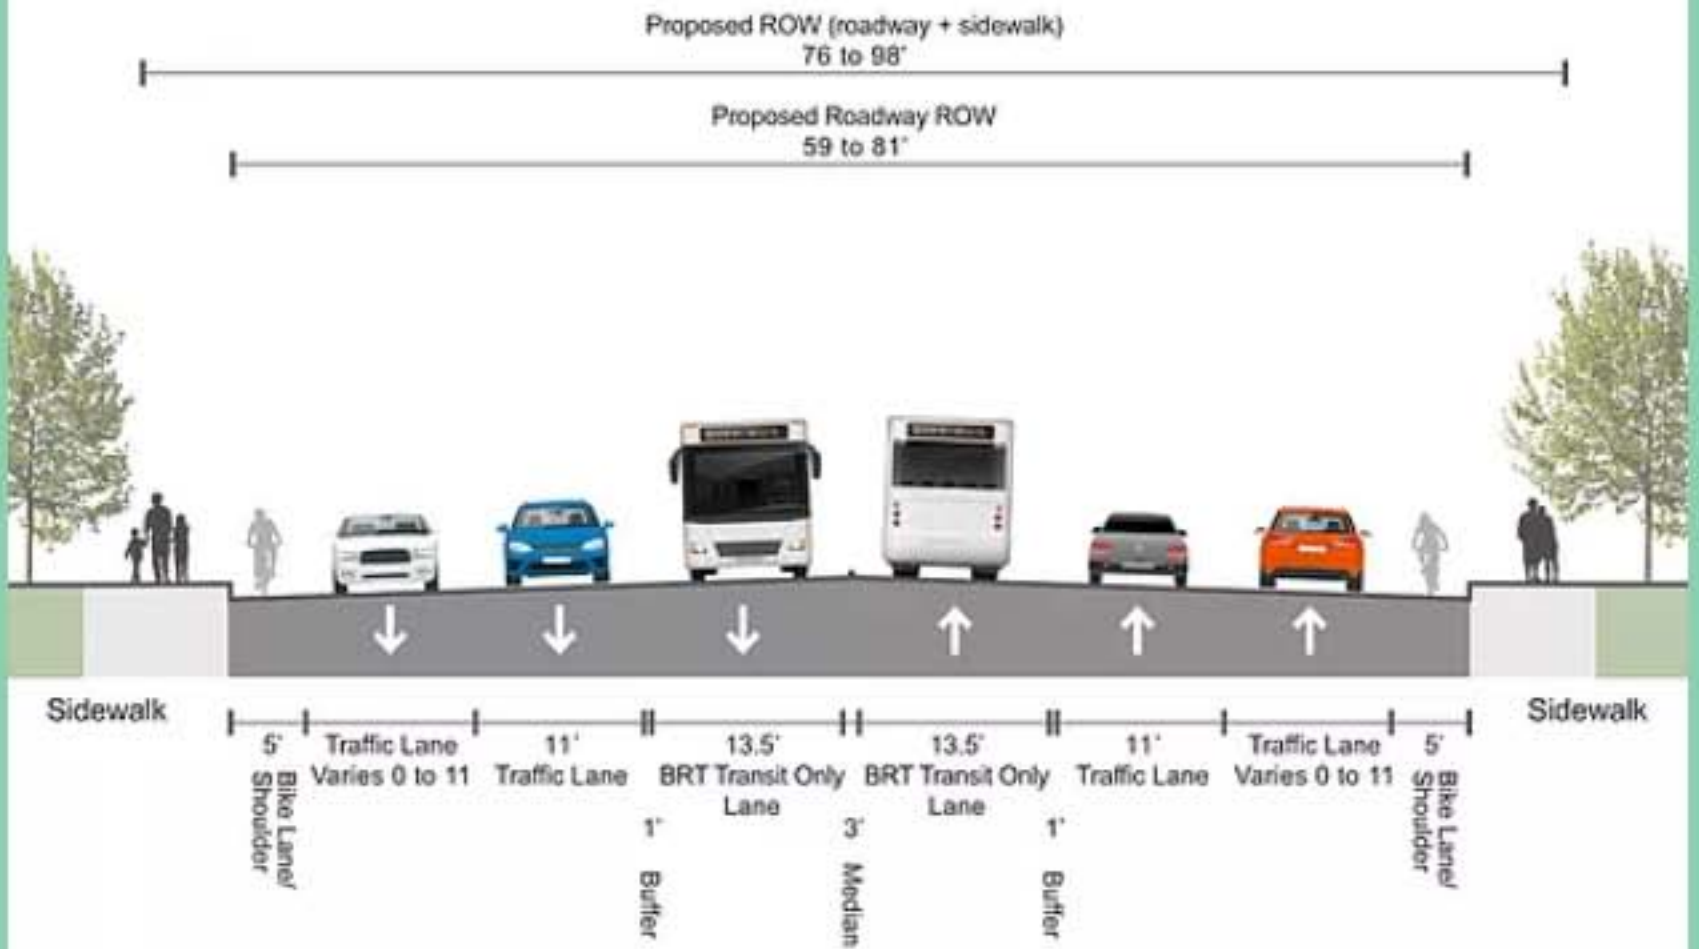 Proposed ROW (roadway + sidewalk)
76 to 98'
Proposed Roadway ROW
59 to 81'
Sidewalk
5'
Bike Lane/
Shoulder
Traffic Lane
Varies 0 to 11
11'
Traffic Lane
1' Buffer
13.5'
BRT Transit Only
Lane
3' Median
13.5'
BRT Transit Only
Lane
1' Buffer
11'
Traffic Lane
Traffic Lane
Varies 0 to 11
5'
Bike Lane/
Shoulder
Sidewalk